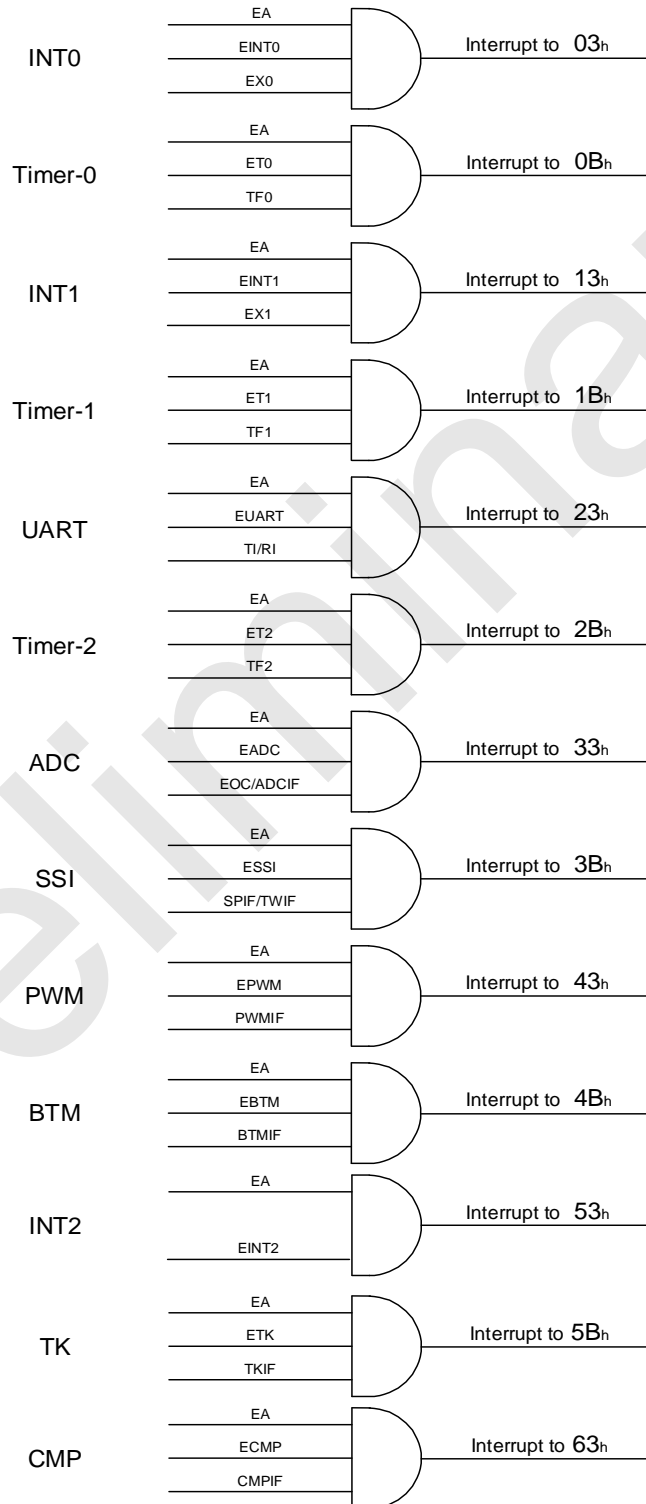 EA
INT0 EINT0 Interrupt to 03h
EX0
EA
Timer-0 ET0 Interrupt to 0Bh
TF0
EA
INT1 EINT1 Interrupt to 13h
EX1
EA
Timer-1 ET1 Interrupt to 1Bh
TF1
EA
UART EUART Interrupt to 23h
TI/RI
EA
Timer-2 ET2 Interrupt to 2Bh
TF2
EA
ADC EADC Interrupt to 33h
EOC/ADCIF
EA
SSI ESSI Interrupt to 3Bh
SPIF/TWIF
EA
PWM EPWM Interrupt to 43h
PWMIF
EA
BTM EBTM Interrupt to 4Bh
BTMIF
EA
INT2 Interrupt to 53h
EINT2
EA
TK ETK Interrupt to 5Bh
TKIF
EA
CMP ECMP Interrupt to 63h
CMPIF
elimina